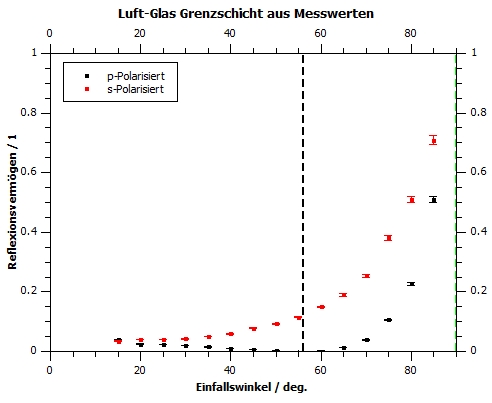 Luft-Glas Grenzschicht aus Messwerten
0 20 40 60 80
1 1
p-Polarisiert
s-Polarisiert
0.8 0.8
0.6 0.6
0.4 0.4
0.2 0.2
0 0
0 20 40 60 80
Reflexionsvermögen / 1
Einfallswinkel / deg.